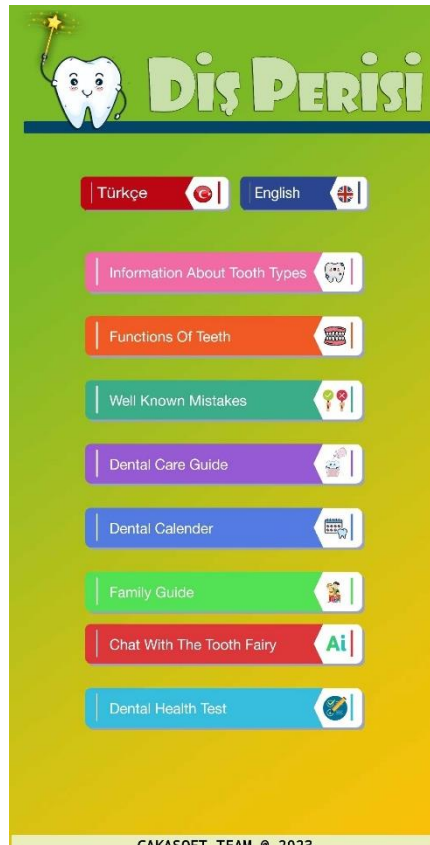 Diş Perisi
Türkçe
English
Information About Tooth Types
Functions Of Teeth
Well Known Mistakes
Dental Care Guide
Dental Calender
Family Guide
Chat With The Tooth Fairy Ai
Dental Health Test
CAKASOFT TEAM @ 2023